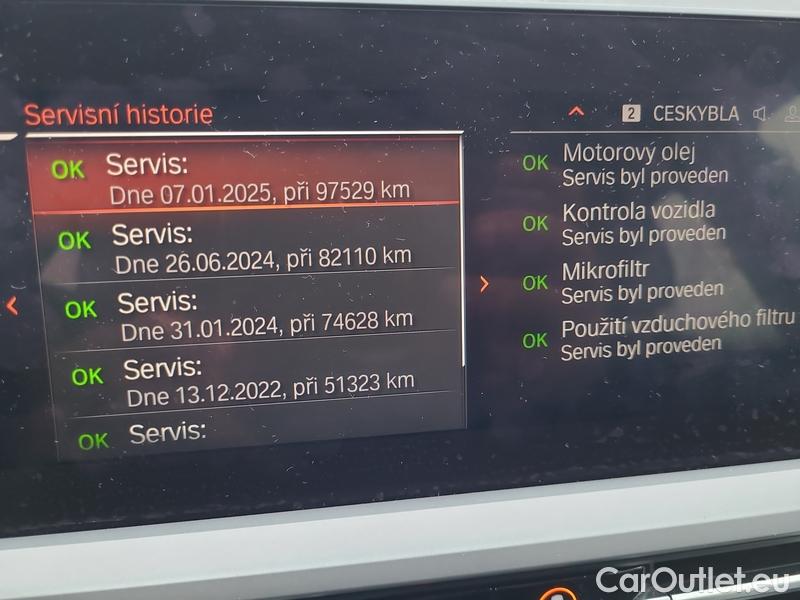 Servisní historie
2 CESKYBLA
OK Servis:
Dne 07.01.2025, při 97529 km
OK Servis:
Dne 26.06.2024, při 82110 km
OK Servis:
Dne 31.01.2024, při 74628 km
OK Servis:
Dne 13.12.2022, při 51323 km
OK Servis:
OK Motorový olej
Servis byl proveden
OK Kontrola vozidla
Servis byl proveden
OK Mikrofiltr
Servis byl proveden
OK Použití vzduchového filtru
Servis byl proveden
CarOutlet.eu